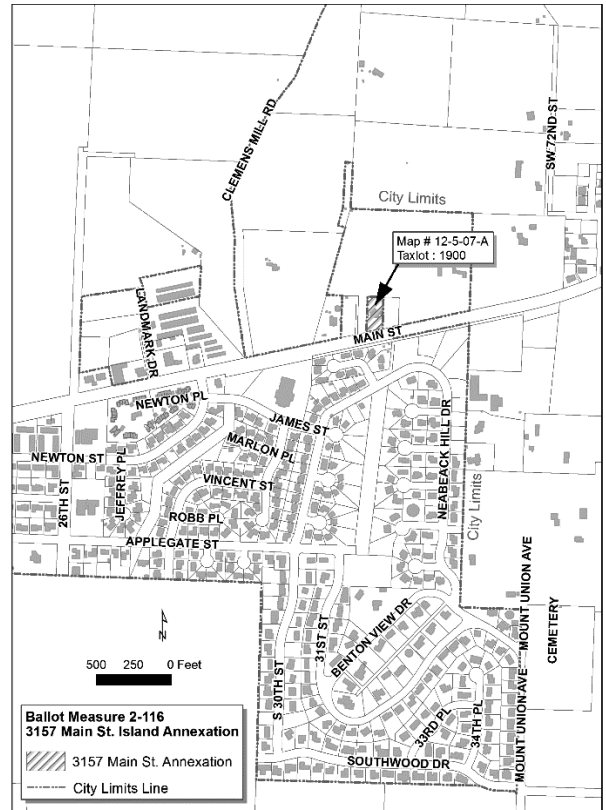 CLEMENS MILL RD
SW 72ND ST
City Limits
Map # 12-5-07-A
Taxlot : 1900
LANDMARK DR
MAIN ST
NEWTON PL
JAMES ST
MARLON PL
NEWTON ST
26TH ST
JEFFREY PL
VINCENT ST
ROBB PL
APPLEGATE ST
NEABEACK HILL DR
City Limits
MOUNT UNION AVE
CEMETERY
S 30TH ST
31ST ST
BENTON VIEW DR
33RD PL
34TH PL
MOUNT UNION AVE
SOUTHWOOD DR
N
500 250 0 Feet
Ballot Measure 2-116
3157 Main St. Island Annexation
3157 Main St. Annexation
City Limits Line